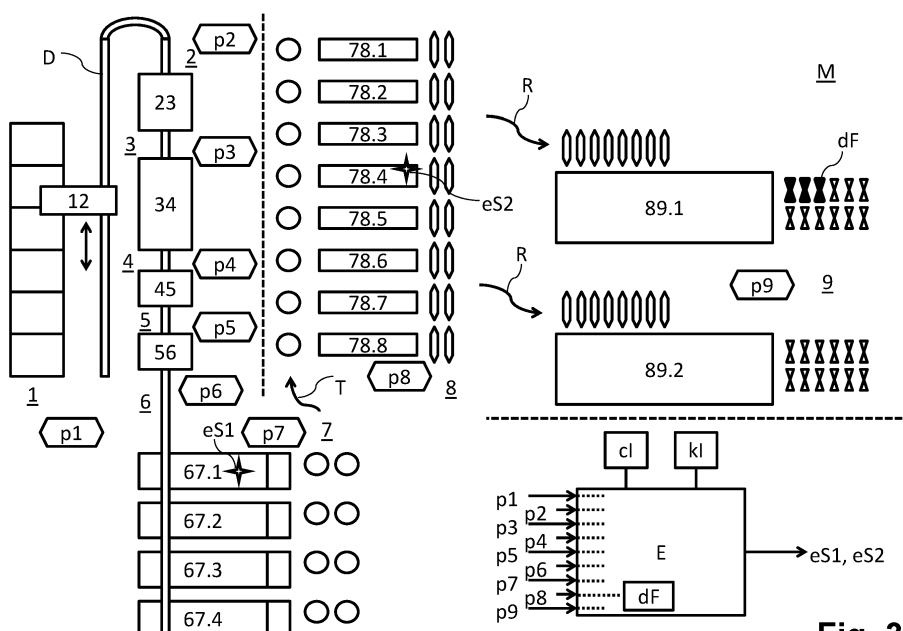 p2
D
2
78.1
M
23
78.2
R
3
p3
78.3
dF
12
34
78.4
eS2
89.1
78.5
4
p4
78.6
R
p9
9
45
5
p5
78.7
56
78.8
89.2
1
p6
T
p8
8
6
p1
eS1
p7
7
cl
kl
67.1
p1
p2
67.2
p3
p4
p5
E
eS1, eS2
67.3
p6
p7
p8
dF
p9
67.4